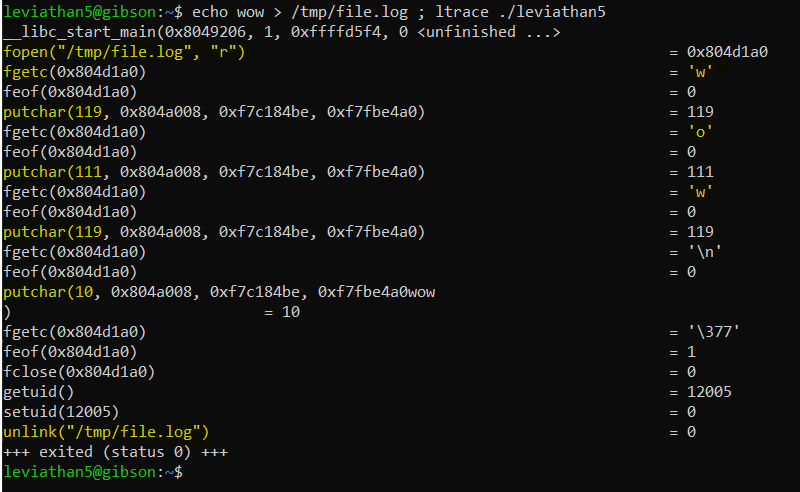 leviathan5@gibson:~$ echo wow > /tmp/file.log ; ltrace ./leviathan5
__libc_start_main(0x8049206, 1, 0xffffd5f4, 0 <unfinished ...>
fopen("/tmp/file.log", "r") = 0x804d1a0
fgetc(0x804d1a0) = 'w'
feof(0x804d1a0) = 0
putchar(119, 0x804a008, 0xf7c184be, 0xf7fbe4a0) = 119
fgetc(0x804d1a0) = 'o'
feof(0x804d1a0) = 0
putchar(111, 0x804a008, 0xf7c184be, 0xf7fbe4a0) = 111
fgetc(0x804d1a0) = 'w'
feof(0x804d1a0) = 0
putchar(119, 0x804a008, 0xf7c184be, 0xf7fbe4a0) = 119
fgetc(0x804d1a0) = '\n'
feof(0x804d1a0) = 0
putchar(10, 0x804a008, 0xf7c184be, 0xf7fbe4a0wow
) = 10
fgetc(0x804d1a0) = '\377'
feof(0x804d1a0) = 1
fclose(0x804d1a0) = 0
getuid() = 12005
setuid(12005) = 0
unlink("/tmp/file.log") = 0
+++ exited (status 0) +++
leviathan5@gibson:~$